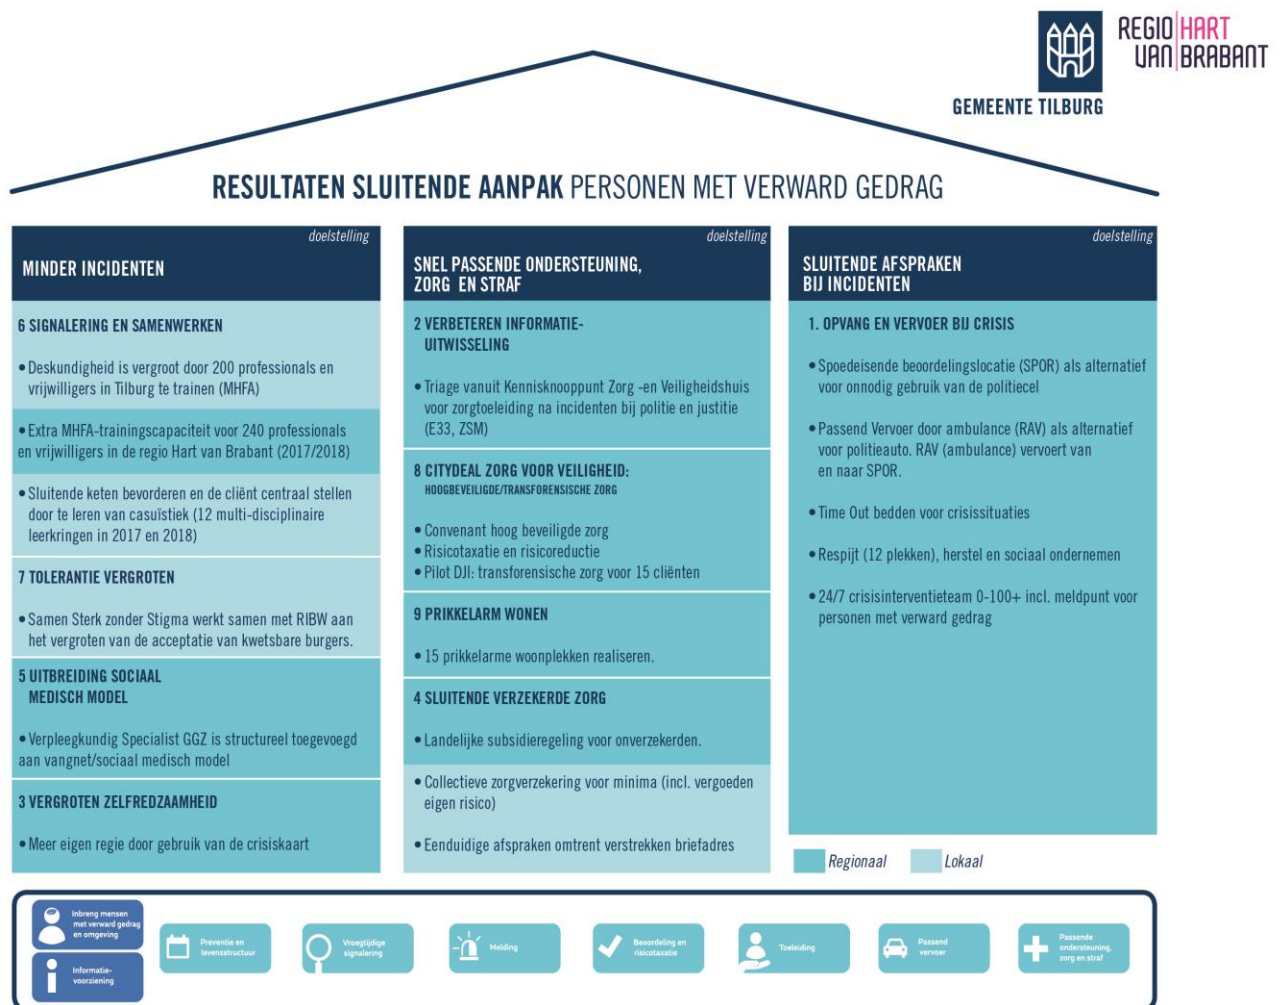 REGIO HART
VAN BRABANT
GEMEENTE TILBURG
RESULTATEN SLUITENDE AANPAK PERSONEN MET VERWARD GEDRAG
doelstelling
MINDER INCIDENTEN
6 SIGNALERING EN SAMENWERKEN
• Deskundigheid is vergroot door 200 professionals en
vrijwilligers in Tilburg te trainen (MHFA)
• Extra MHFA-trainingscapaciteit voor 240 professionals
en vrijwilligers in de regio Hart van Brabant (2017/2018)
• Sluitende keten bevorderen en de cliënt centraal stellen
door te leren van casuïstiek (12 multi-disciplinaire
leerkringen in 2017 en 2018)
7 TOLERANTIE VERGROTEN
• Samen Sterk zonder Stigma werkt samen met RIBW aan
het vergroten van de acceptatie van kwetsbare burgers.
5 UITBREIDING SOCIAAL
MEDISCH MODEL
• Verpleegkundig Specialist GGZ is structureel toegevoegd
aan vangnet/sociaal medisch model
3 VERGROTEN ZELFREDZAAMHEID
• Meer eigen regie door gebruik van de crisiskaart
doelstelling
SNEL PASSENDE ONDERSTEUNING,
ZORG EN STRAF
2 VERBETEREN INFORMATIE-
UITWISSELING
• Triage vanuit Kenniskooppunt Zorg -en Veiligheidshuis
voor zorgtoeleiding na incidenten bij politie en justitie
(E33, ZSM)
8 CITYDEAL ZORG VOOR VEILIGHEID:
HOOGBEVEILIGDE/TRANSFORENSISCHE ZORG
• Convenant hoog beveiligde zorg
• Risicotaxatie en risicoreductie
• Pilot DJI: transforensische zorg voor 15 cliënten
9 PRIKKELARM WONEN
• 15 prikkelarme woonplekken realiseren.
4 SLUITENDE VERZEKERDE ZORG
• Landelijke subsidieregeling voor onverzekerden.
• Collectieve zorgverzekering voor minima (incl. vergoeden
eigen risico)
• Eenduidige afspraken omtrent verstrekken briefadres
doelstelling
SLUITENDE AFSPRAKEN
BIJ INCIDENTEN
1. OPVANG EN VERVOER BIJ CRISIS
• Spoedeisende beoordelingslocatie (SPOR) als alternatief
voor onnodig gebruik van de politiecel
• Passend Vervoer door ambulance (RAV) als alternatief
voor politieauto. RAV (ambulance) vervoert van
en naar SPOR.
• Time Out bedden voor crisissituaties
• Respijt (12 plekken), herstel en sociaal ondernemen
• 24/7 crisisinterventieteam 0-100+ incl. meldpunt voor
personen met verward gedrag
Regionaal
Lokaal
Inbreng mensen
met verward gedrag
en omgeving
Informatie-
voorziening
Preventie en
levensstructuur
Vroegtijdige
signalering
Melding
Beoordeling en
risicotaxatie
Toeleiding
Passend
vervoer
Passende
ondersteuning,
zorg en straf